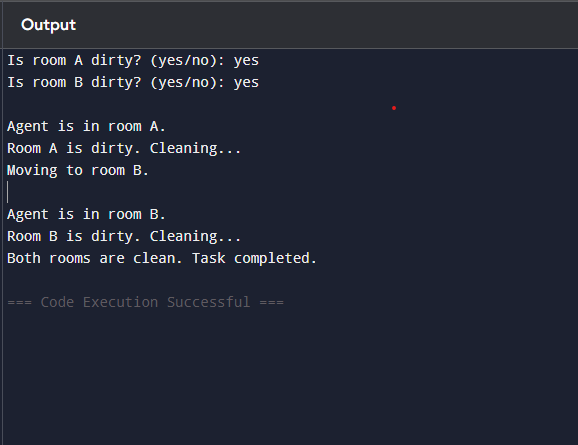 Output
Is room A dirty? (yes/no): yes
Is room B dirty? (yes/no): yes
Agent is in room A.
Room A is dirty. Cleaning...
Moving to room B.
Agent is in room B.
Room B is dirty. Cleaning...
Both rooms are clean. Task completed.
=== Code Execution Successful ===